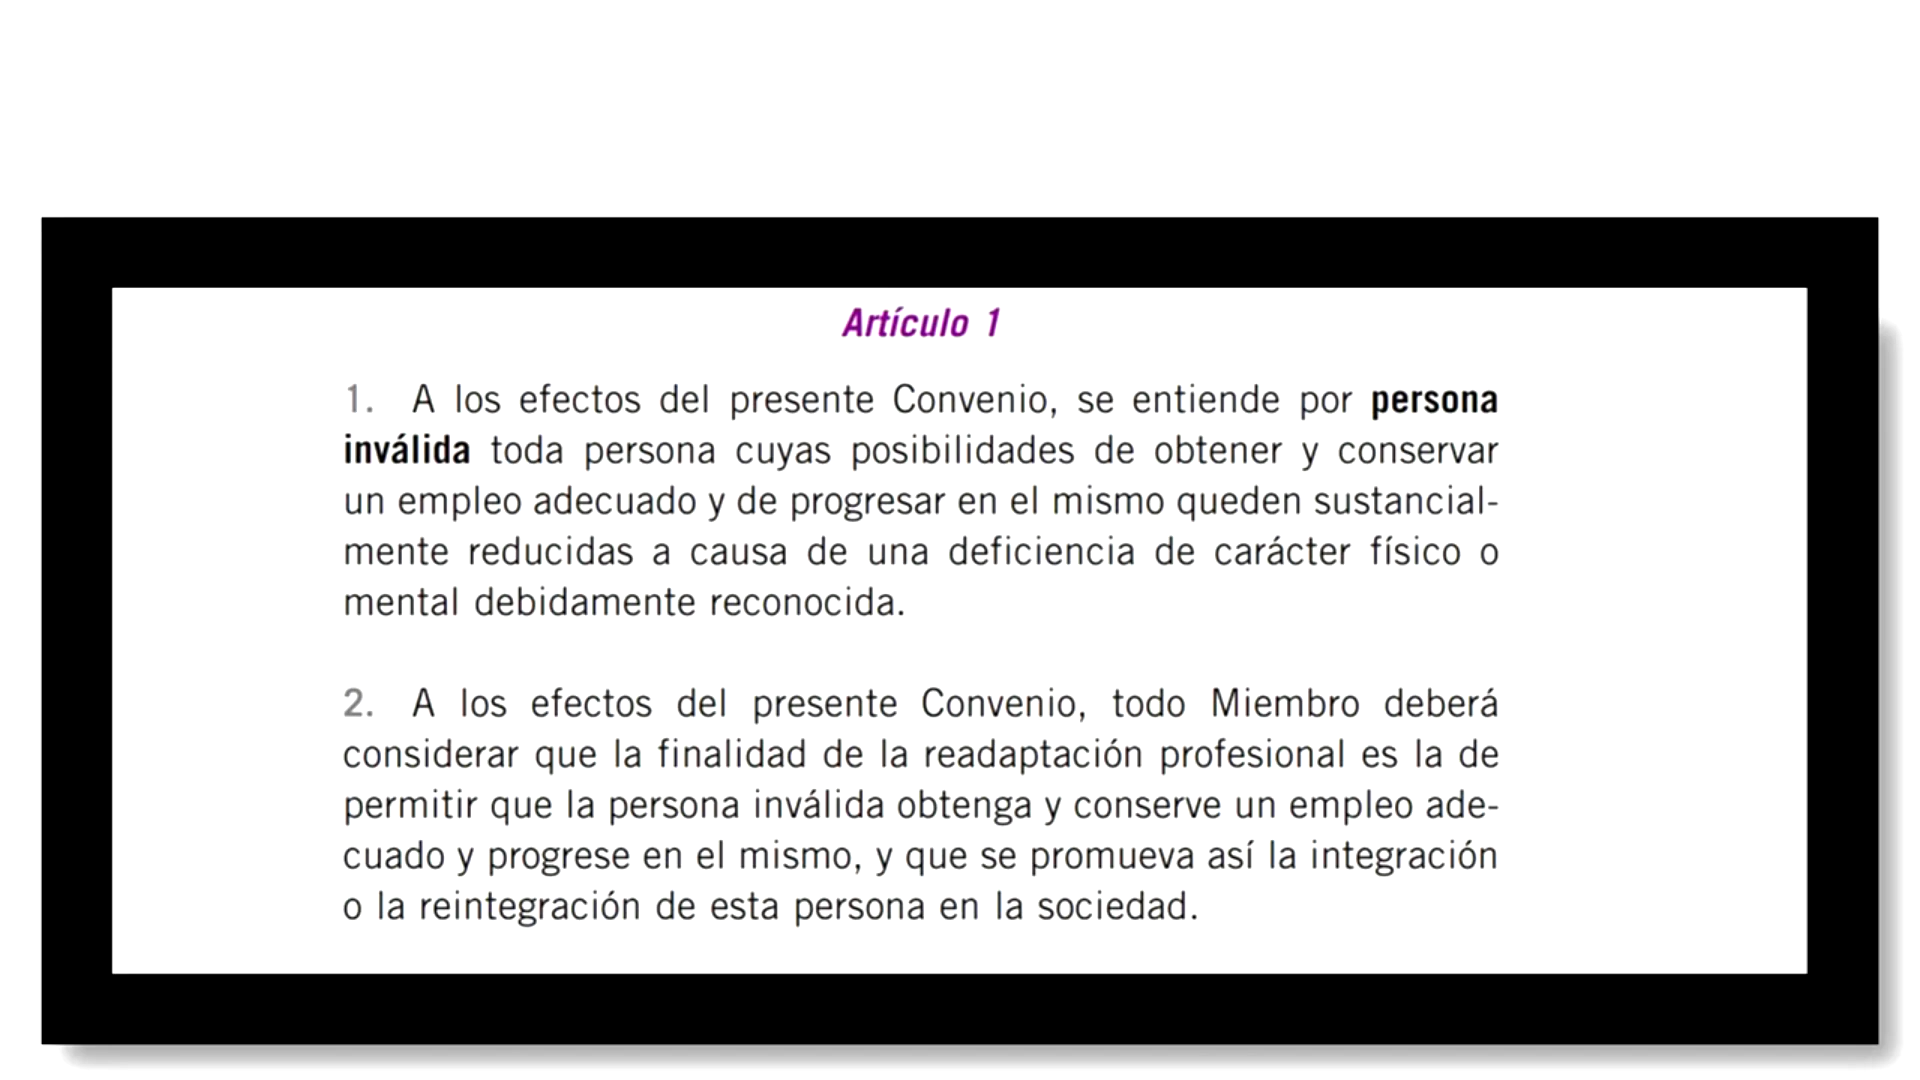 Artículo 1
1. A los efectos del presente Convenio, se entiende por persona
inválida toda persona cuyas posibilidades de obtener y conservar
un empleo adecuado y de progresar en el mismo queden sustancial-
mente reducidas a causa de una deficiencia de carácter físico o
mental debidamente reconocida.
2. A los efectos del presente Convenio, todo Miembro deberá
considerar que la finalidad de la readaptación profesional es la de
permitir que la persona inválida obtenga y conserve un empleo ade-
cuado y progrese en el mismo, y que se promueva así la integración
o la reintegración de esta persona en la sociedad.